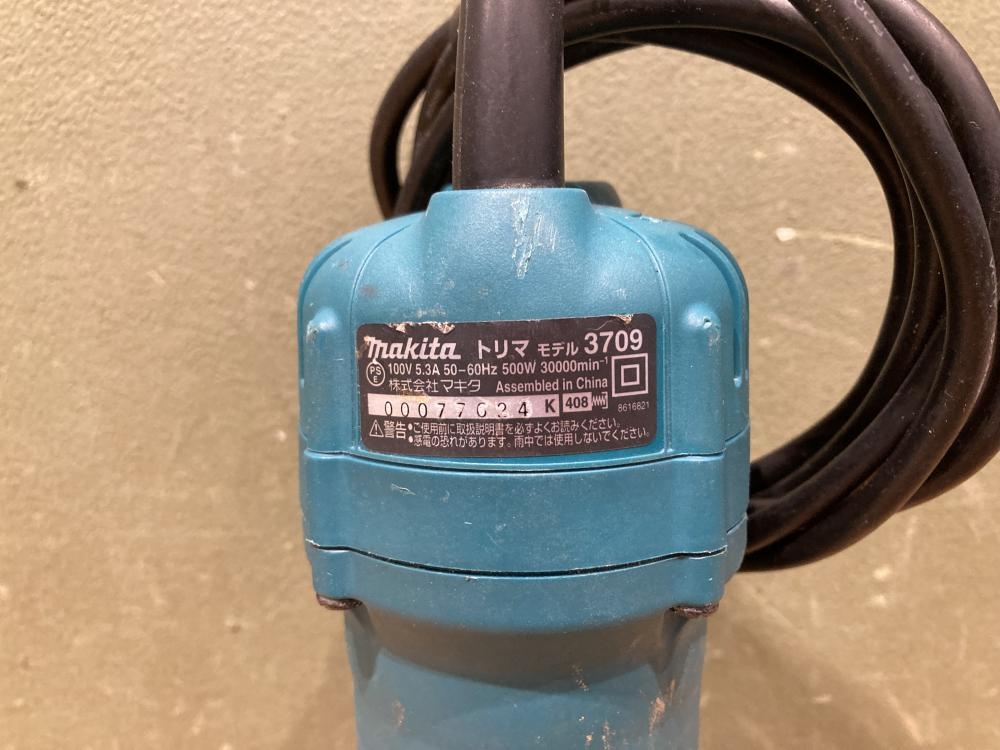 makita トリマ モデル 3709
PSE 100V 5.3A 50-60Hz 500W 30000min⁻¹
株式会社マキタ Assembled in China
00077024 K 408
8616821
⚠警告 •ご使用前に取扱説明書を必ずよくお読みください。
•感電の恐れがあります。雨中では使用しないでください。